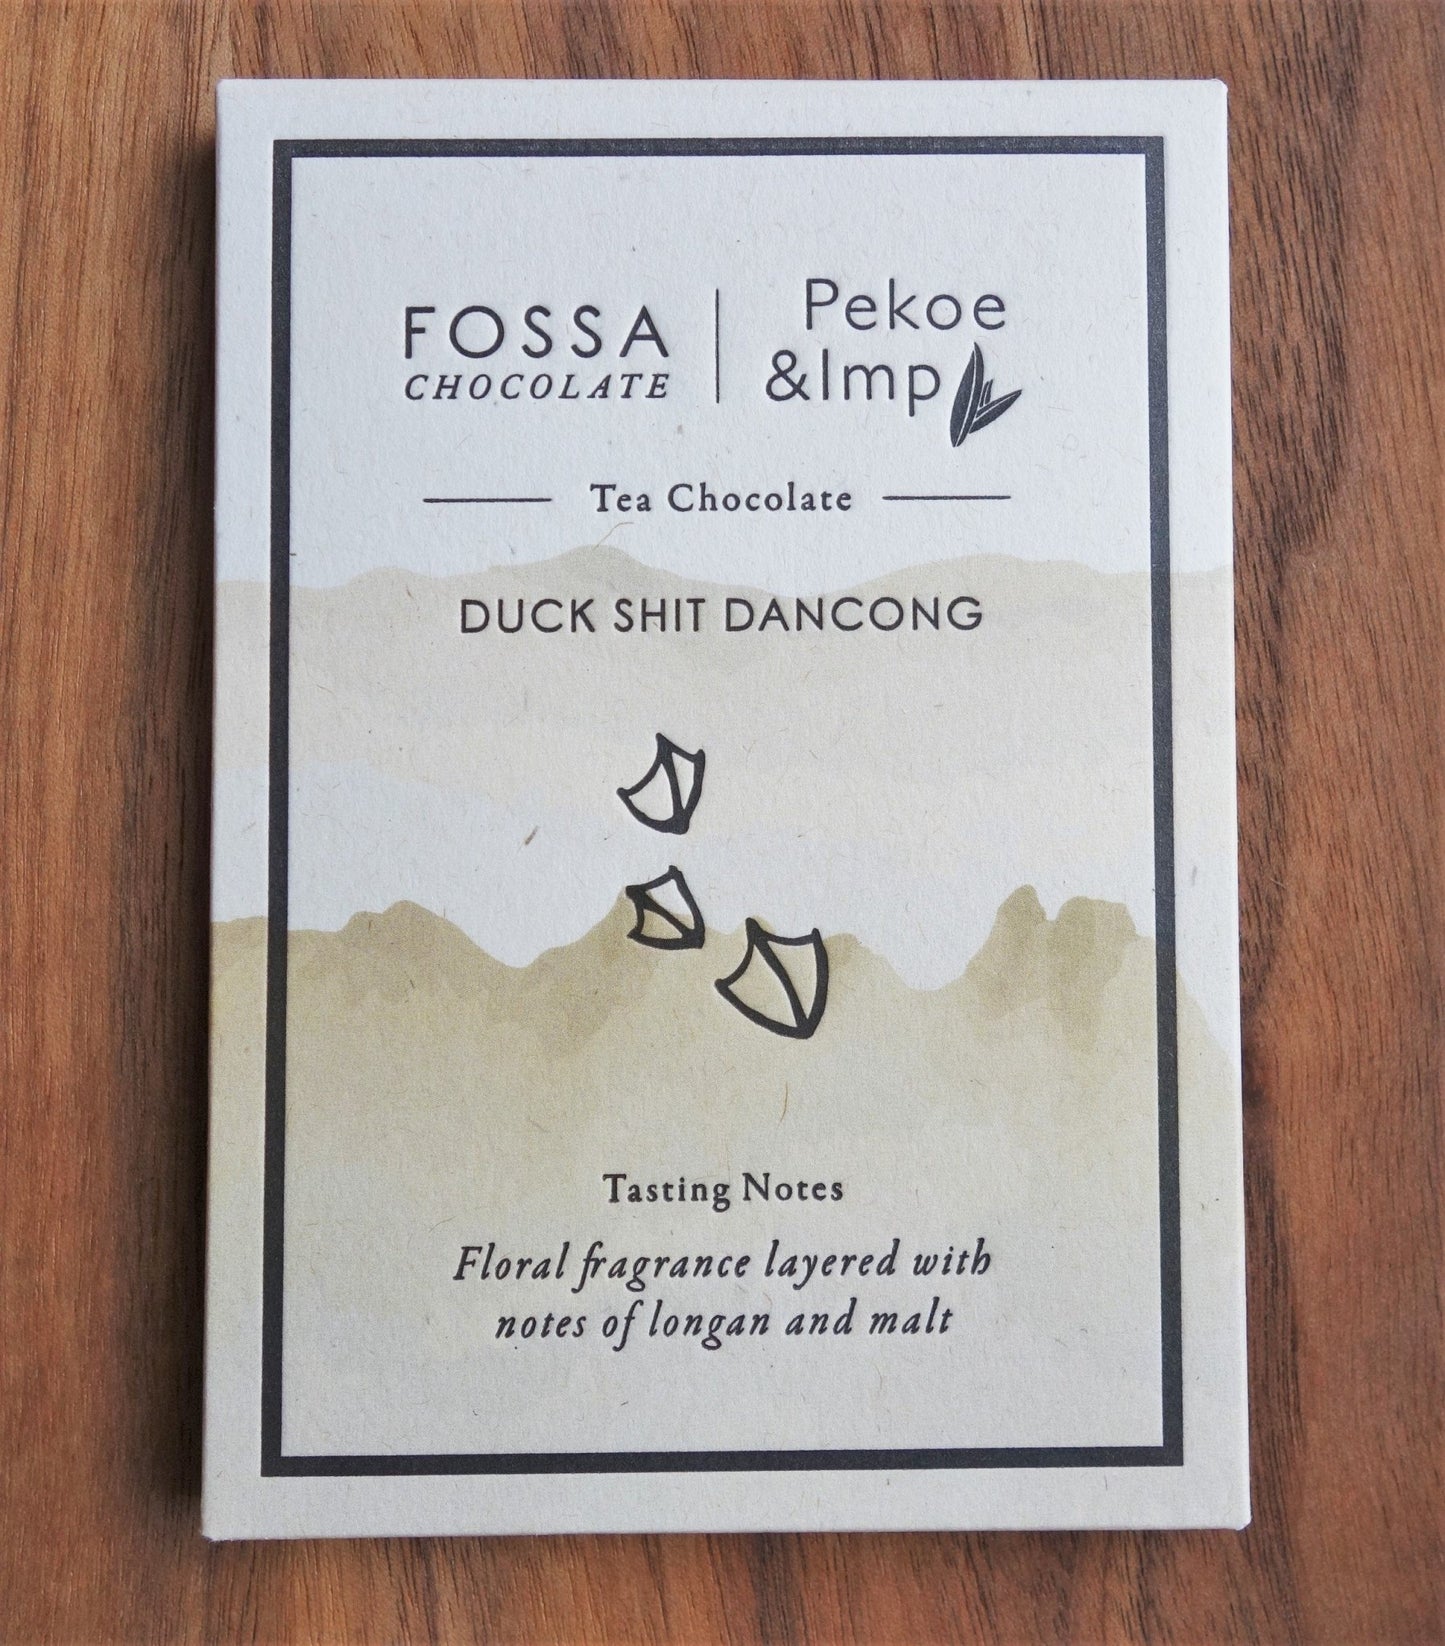 FOSSA
CHOCOLATE
Pekoe
&Imp
Tea Chocolate
DUCK SHIT DANCONG
Tasting Notes
Floral fragrance layered with
notes of longan and malt